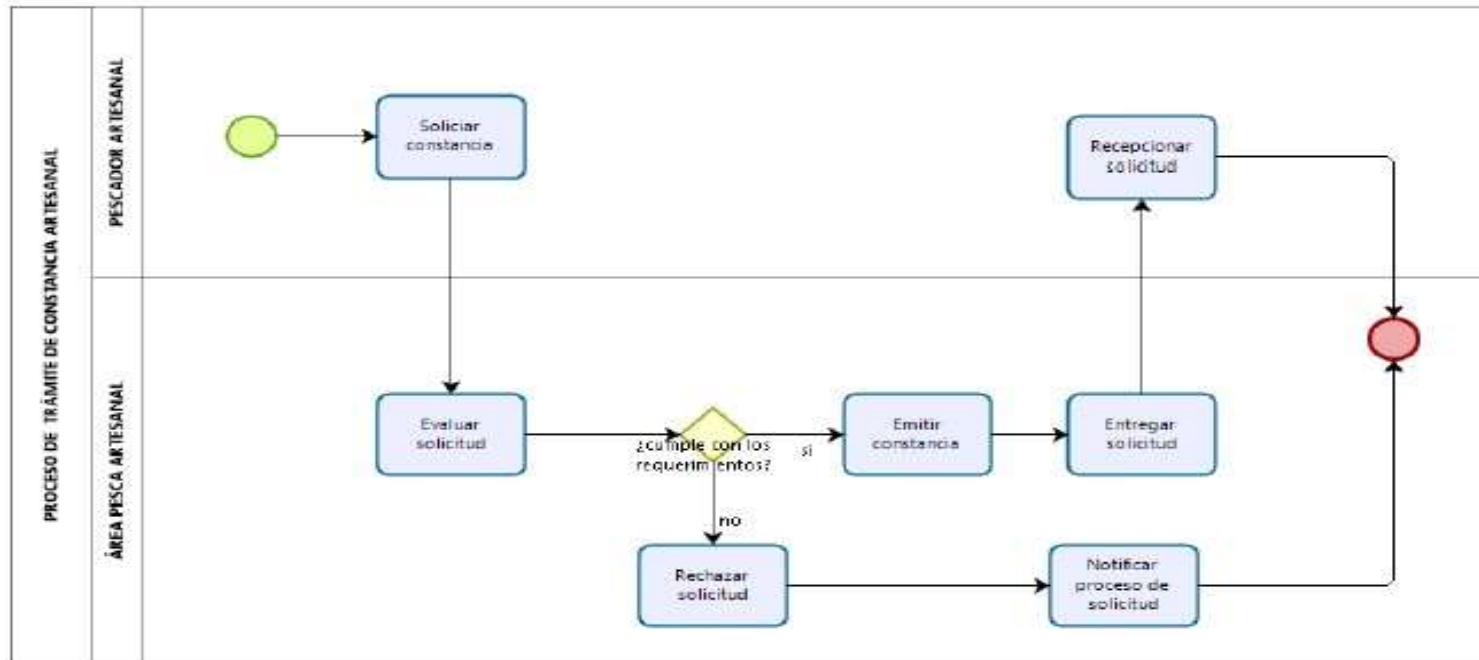 PROCESO DE TRÁMITE DE CONSTANCIA ARTESANAL
PESCADOR ARTESANAL
Soliciar
constancia
Recepcionar
solicitud
ÁREA PESCA ARTESANAL
Evaluar
solicitud
¿cumple con los
requerimientos?
si
Emitir
constancia
Entregar
solicitud
no
Rechazar
solicitud
Notificar
proceso de
solicitud